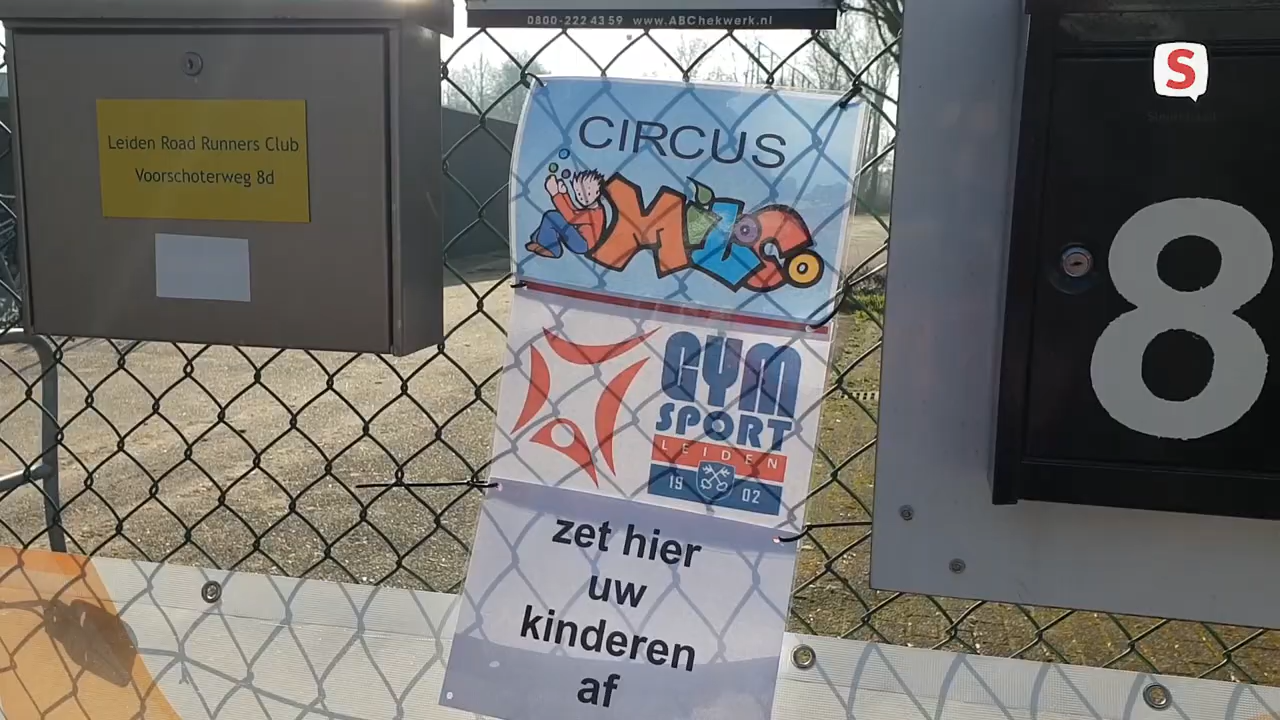 0800-222 43 59 www.ABChekwerk.nl
Leiden Road Runners Club
Voorschoterweg 8d
CIRCUS
MiLCO
GYM
SPORT
LEIDEN
19 02
zet hier
uw
kinderen
af
8
S